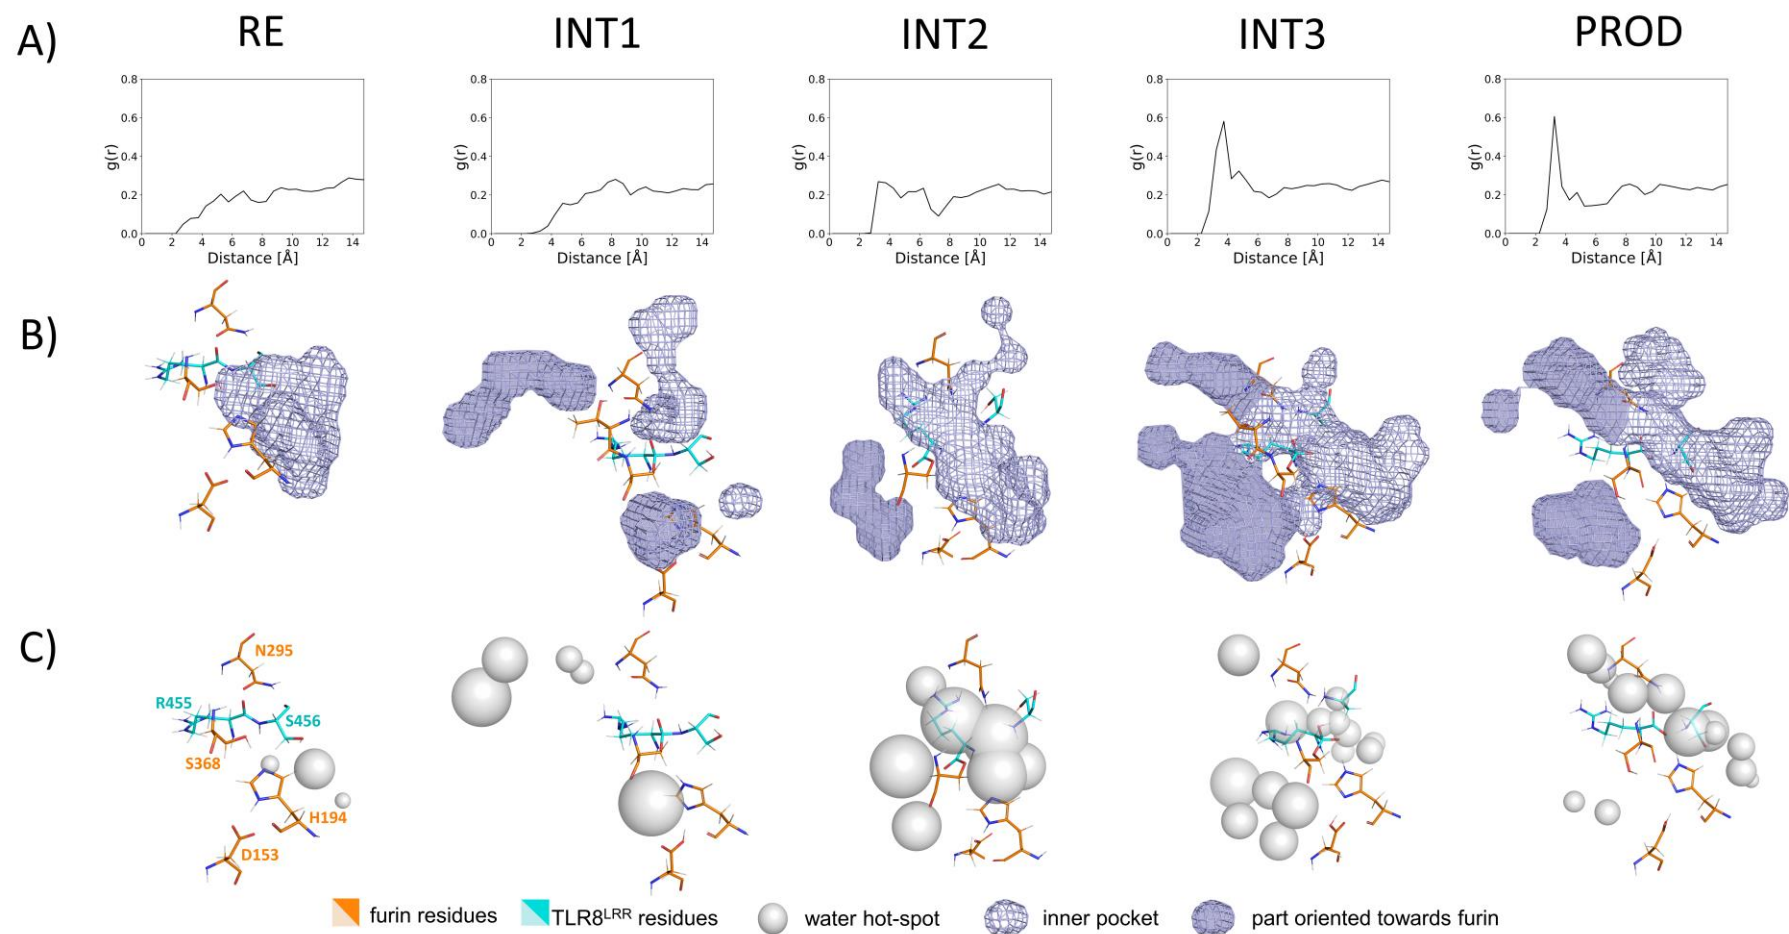 A) RE INT1 INT2 INT3 PROD
0.8 0.8 0.8 0.8 0.8
0.6 0.6 0.6 0.6 0.6
g(r) 0.4 g(r) 0.4 g(r) 0.4 g(r) 0.4 g(r) 0.4
0.2 0.2 0.2 0.2 0.2
0.0 0.0 0.0 0.0 0.0
0 2 4 6 8 10 12 14 0 2 4 6 8 10 12 14 0 2 4 6 8 10 12 14 0 2 4 6 8 10 12 14 0 2 4 6 8 10 12 14
Distance [Å] Distance [Å] Distance [Å] Distance [Å] Distance [Å]
B)
C)
N295
R455
S456
S368
H194
D153
furin residues TLR8LRR residues water hot-spot inner pocket part oriented towards furin